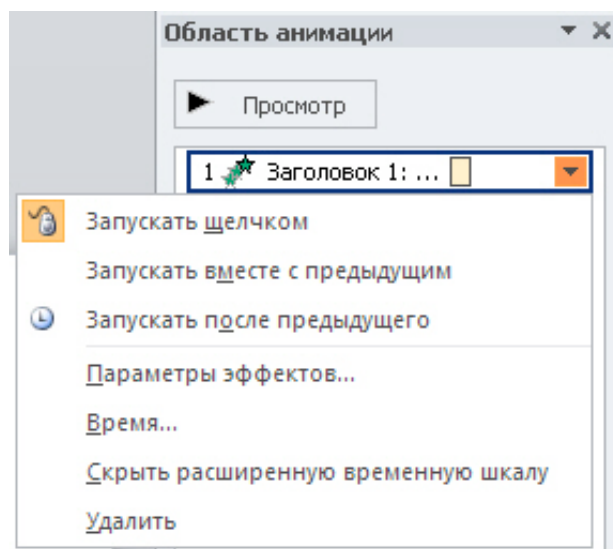 Область анимации
Просмотр
1 Заголовок 1: ...
Запускать щелчком
Запускать вместе с предыдущим
Запускать после предыдущего
Параметры эффектов...
Время...
Скрыть расширенную временную шкалу
Удалить